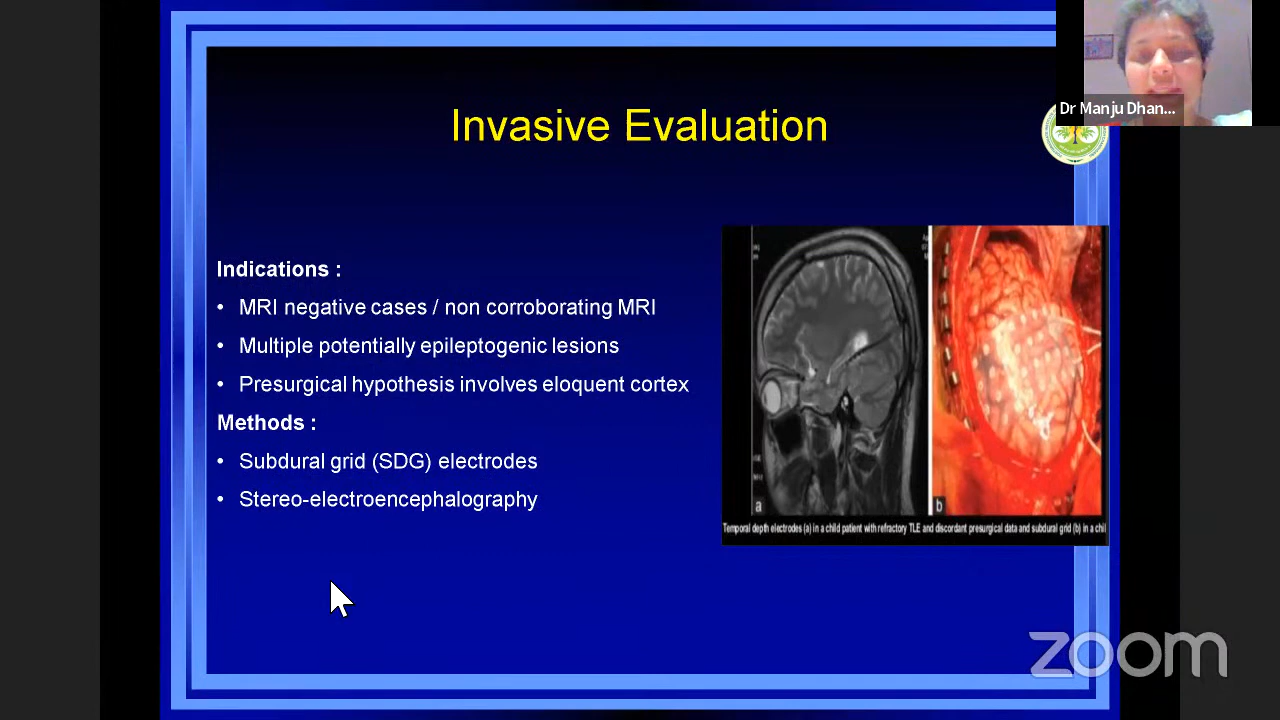 Dr Manju Dhan...
Invasive Evaluation
Indications :
• MRI negative cases / non corroborating MRI
• Multiple potentially epileptogenic lesions
• Presurgical hypothesis involves eloquent cortex
Methods :
• Subdural grid (SDG) electrodes
• Stereo-electroencephalography
a
b
Temporal depth electrodes (a) in a child patient with refractory TLE and discordant presurgical data and subdural grid (b) in a chil
zoom